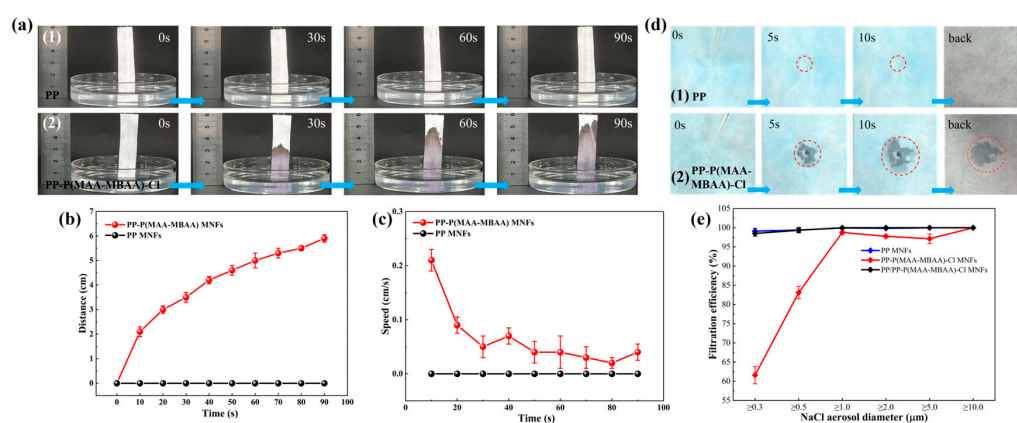 (a)
(1)
0s
30s
60s
90s
PP
(2)
0s
30s
60s
90s
PP-P(MAA-MBAA)-Cl
(d)
0s
5s
10s
back
(1) PP
0s
5s
10s
back
(2) PP-P(MAA-
MBAA)-Cl
(b)
PP-P(MAA-MBAA) MNFs
PP MNFs
Distance (cm)
6
5
4
3
2
1
0
0 10 20 30 40 50 60 70 80 90 100
Time (s)
(c)
PP-P(MAA-MBAA) MNFs
PP MNFs
Speed (cm/s)
0.3
0.2
0.1
0.0
0 20 40 60 80 100
Time (s)
(e)
PP MNFs
PP-P(MAA-MBAA)-Cl MNFs
PP/PP-P(MAA-MBAA)-Cl MNFs
Filtration efficiency (%)
105
100
95
90
85
80
75
70
65
60
55
≥0.3 ≥0.5 ≥1.0 ≥2.0 ≥5.0 ≥10.0
NaCl aerosol diameter (μm)